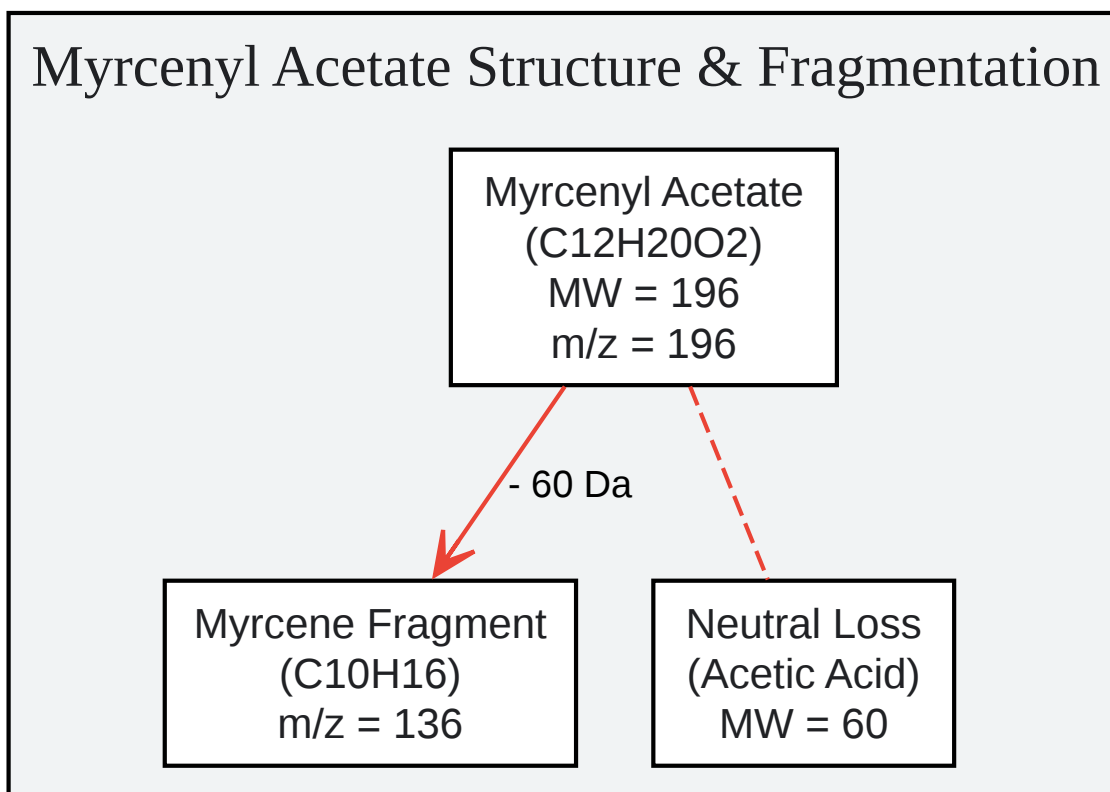 Myrcenyl Acetate Structure & Fragmentation
Myrcenyl Acetate
(C12H20O2)
MW = 196
m/z = 196
- 60 Da
Myrcene Fragment
(C10H16)
m/z = 136
Neutral Loss
(Acetic Acid)
MW = 60